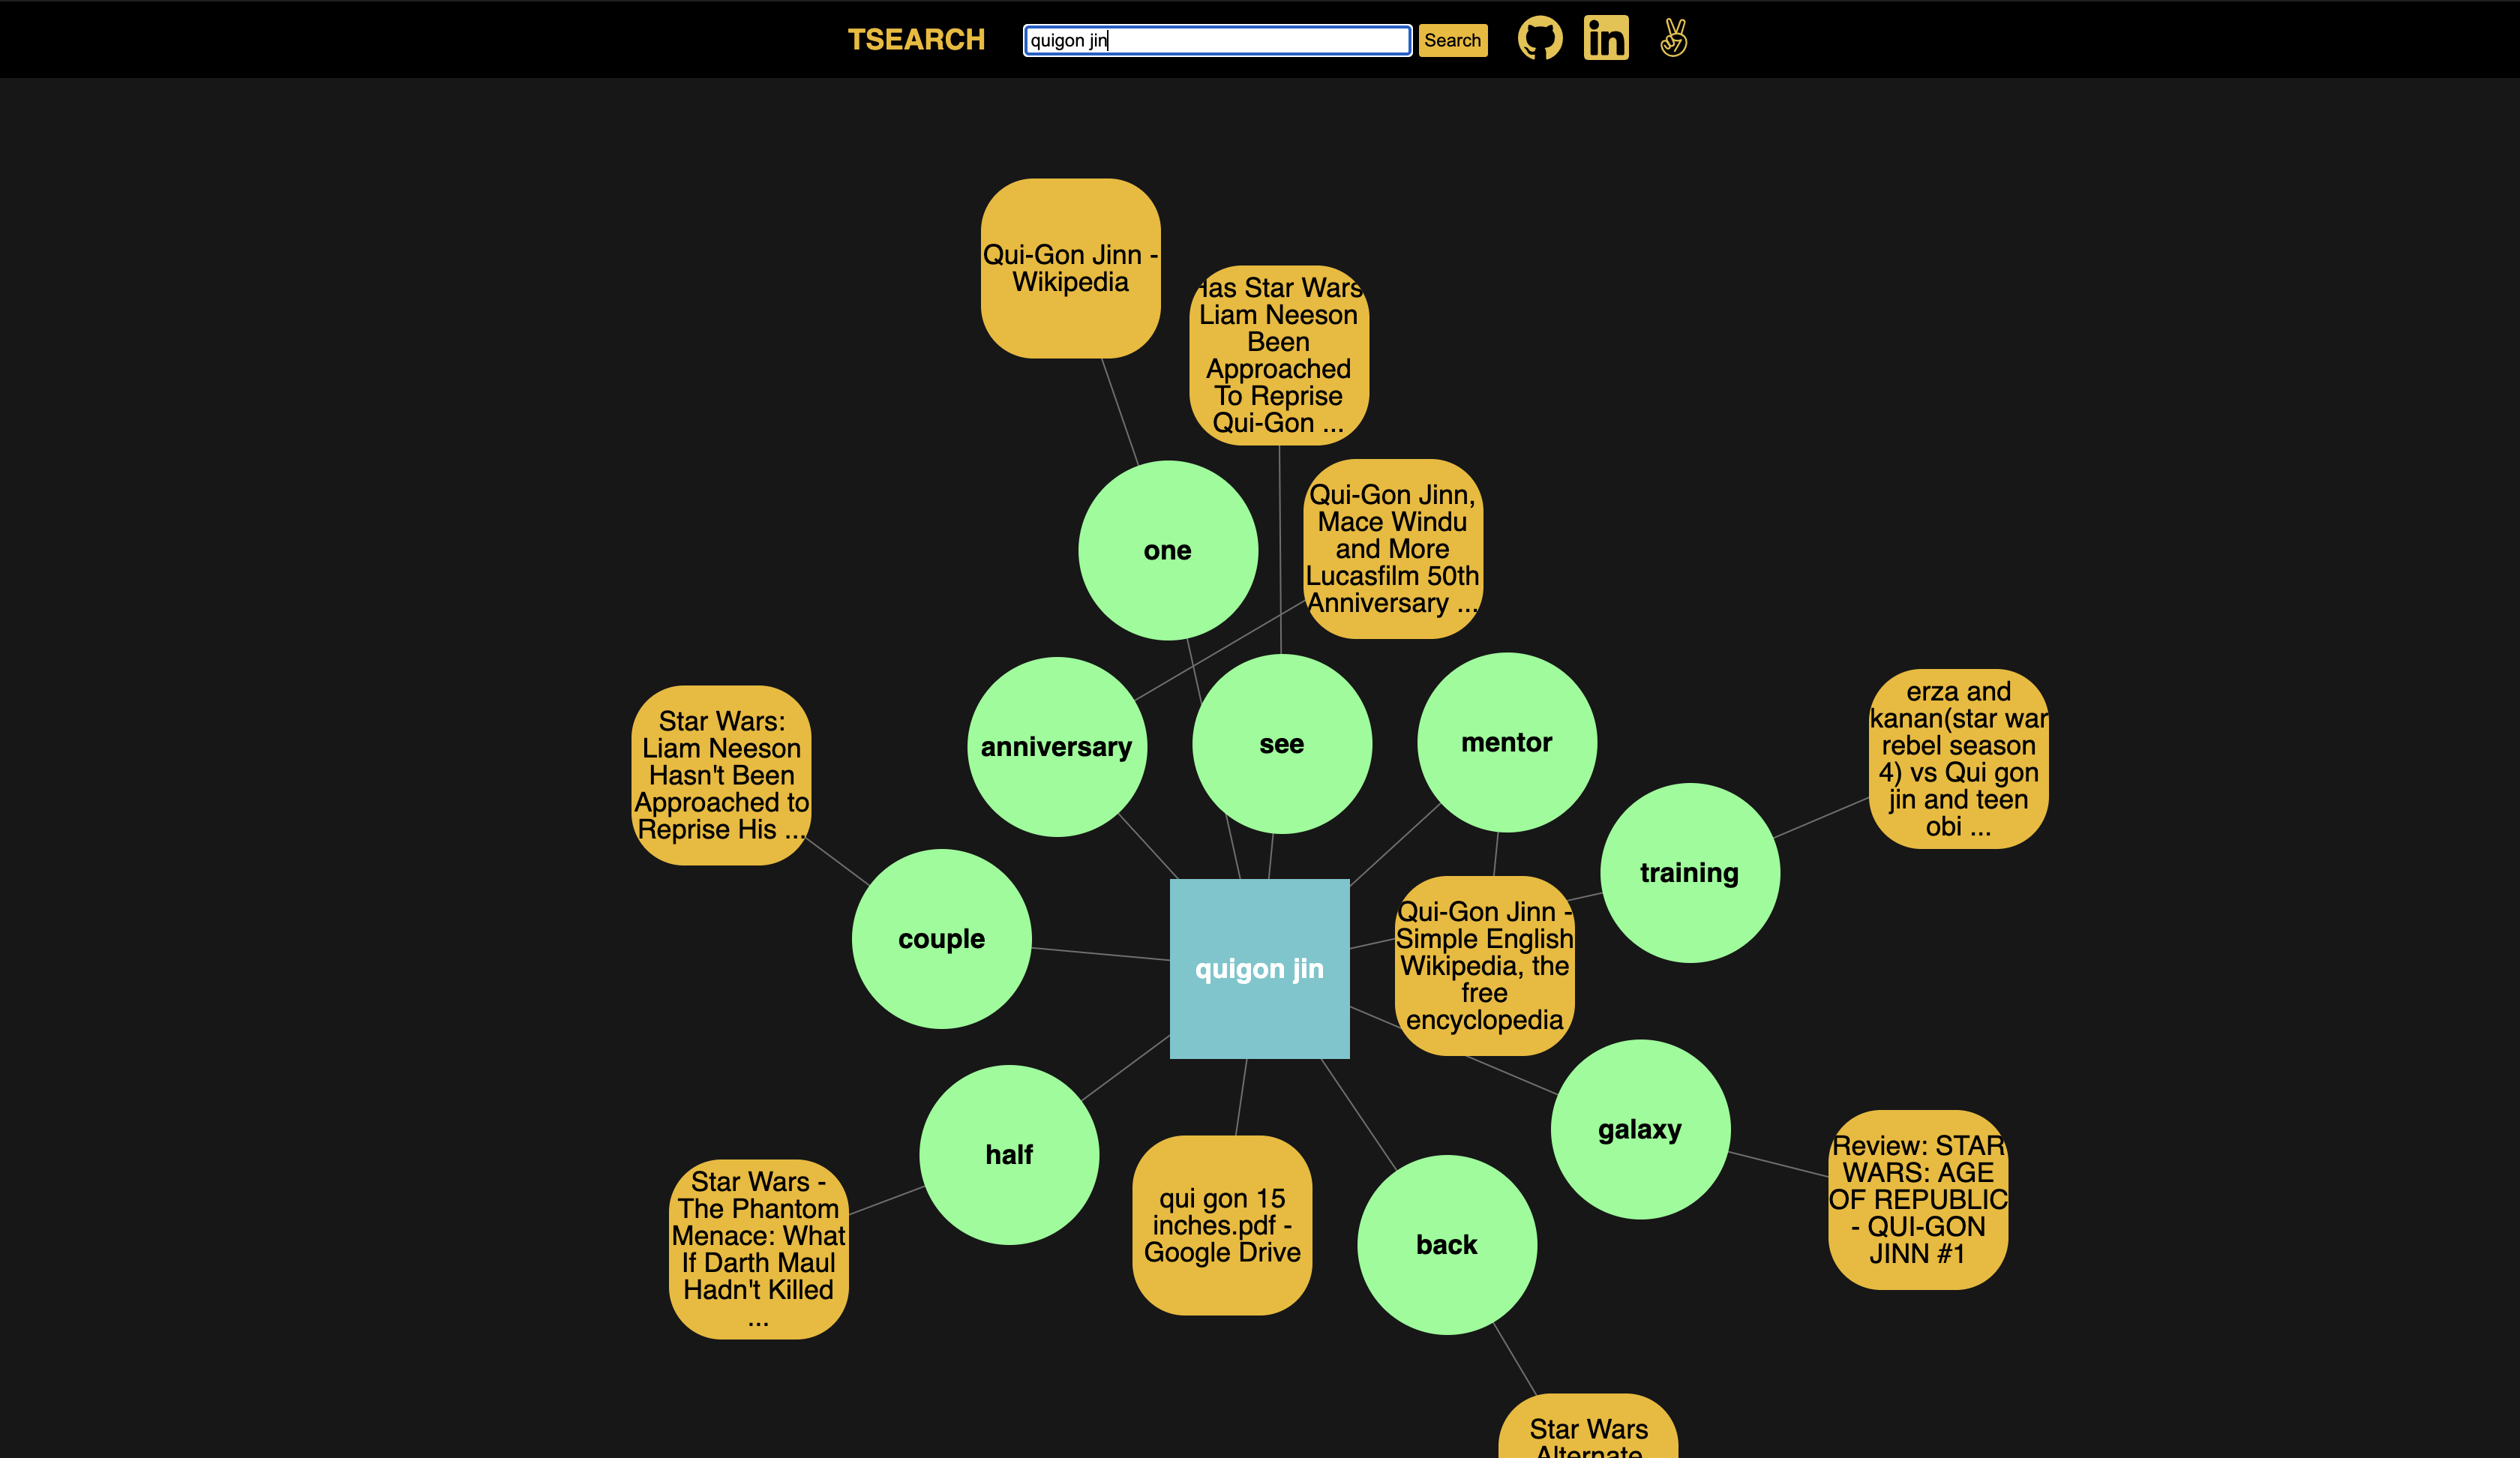 TSEARCH
quigon jin
Search
Qui-Gon Jinn -
Wikipedia
Star Wars
Liam Neeson
Been
Approached
To Reprise
Qui-Gon ...
one
Qui-Gon Jinn,
Mace Windu
and More
Lucasfilm 50th
Anniversary ...
anniversary
see
mentor
Star Wars:
Liam Neeson
Hasn't Been
Approached to
Reprise His ...
erza and
kanan(star war
rebel season
4) vs Qui gon
jin and teen
obi ...
training
couple
quigon jin
Qui-Gon Jinn -
Simple English
Wikipedia, the
free
encyclopedia
half
galaxy
Star Wars -
The Phantom
Menace: What
If Darth Maul
Hadn't Killed
...
qui gon 15
inches.pdf -
Google Drive
back
Review: STAR
WARS: AGE
OF REPUBLIC
- QUI-GON
JINN #1
Star Wars
Alternate